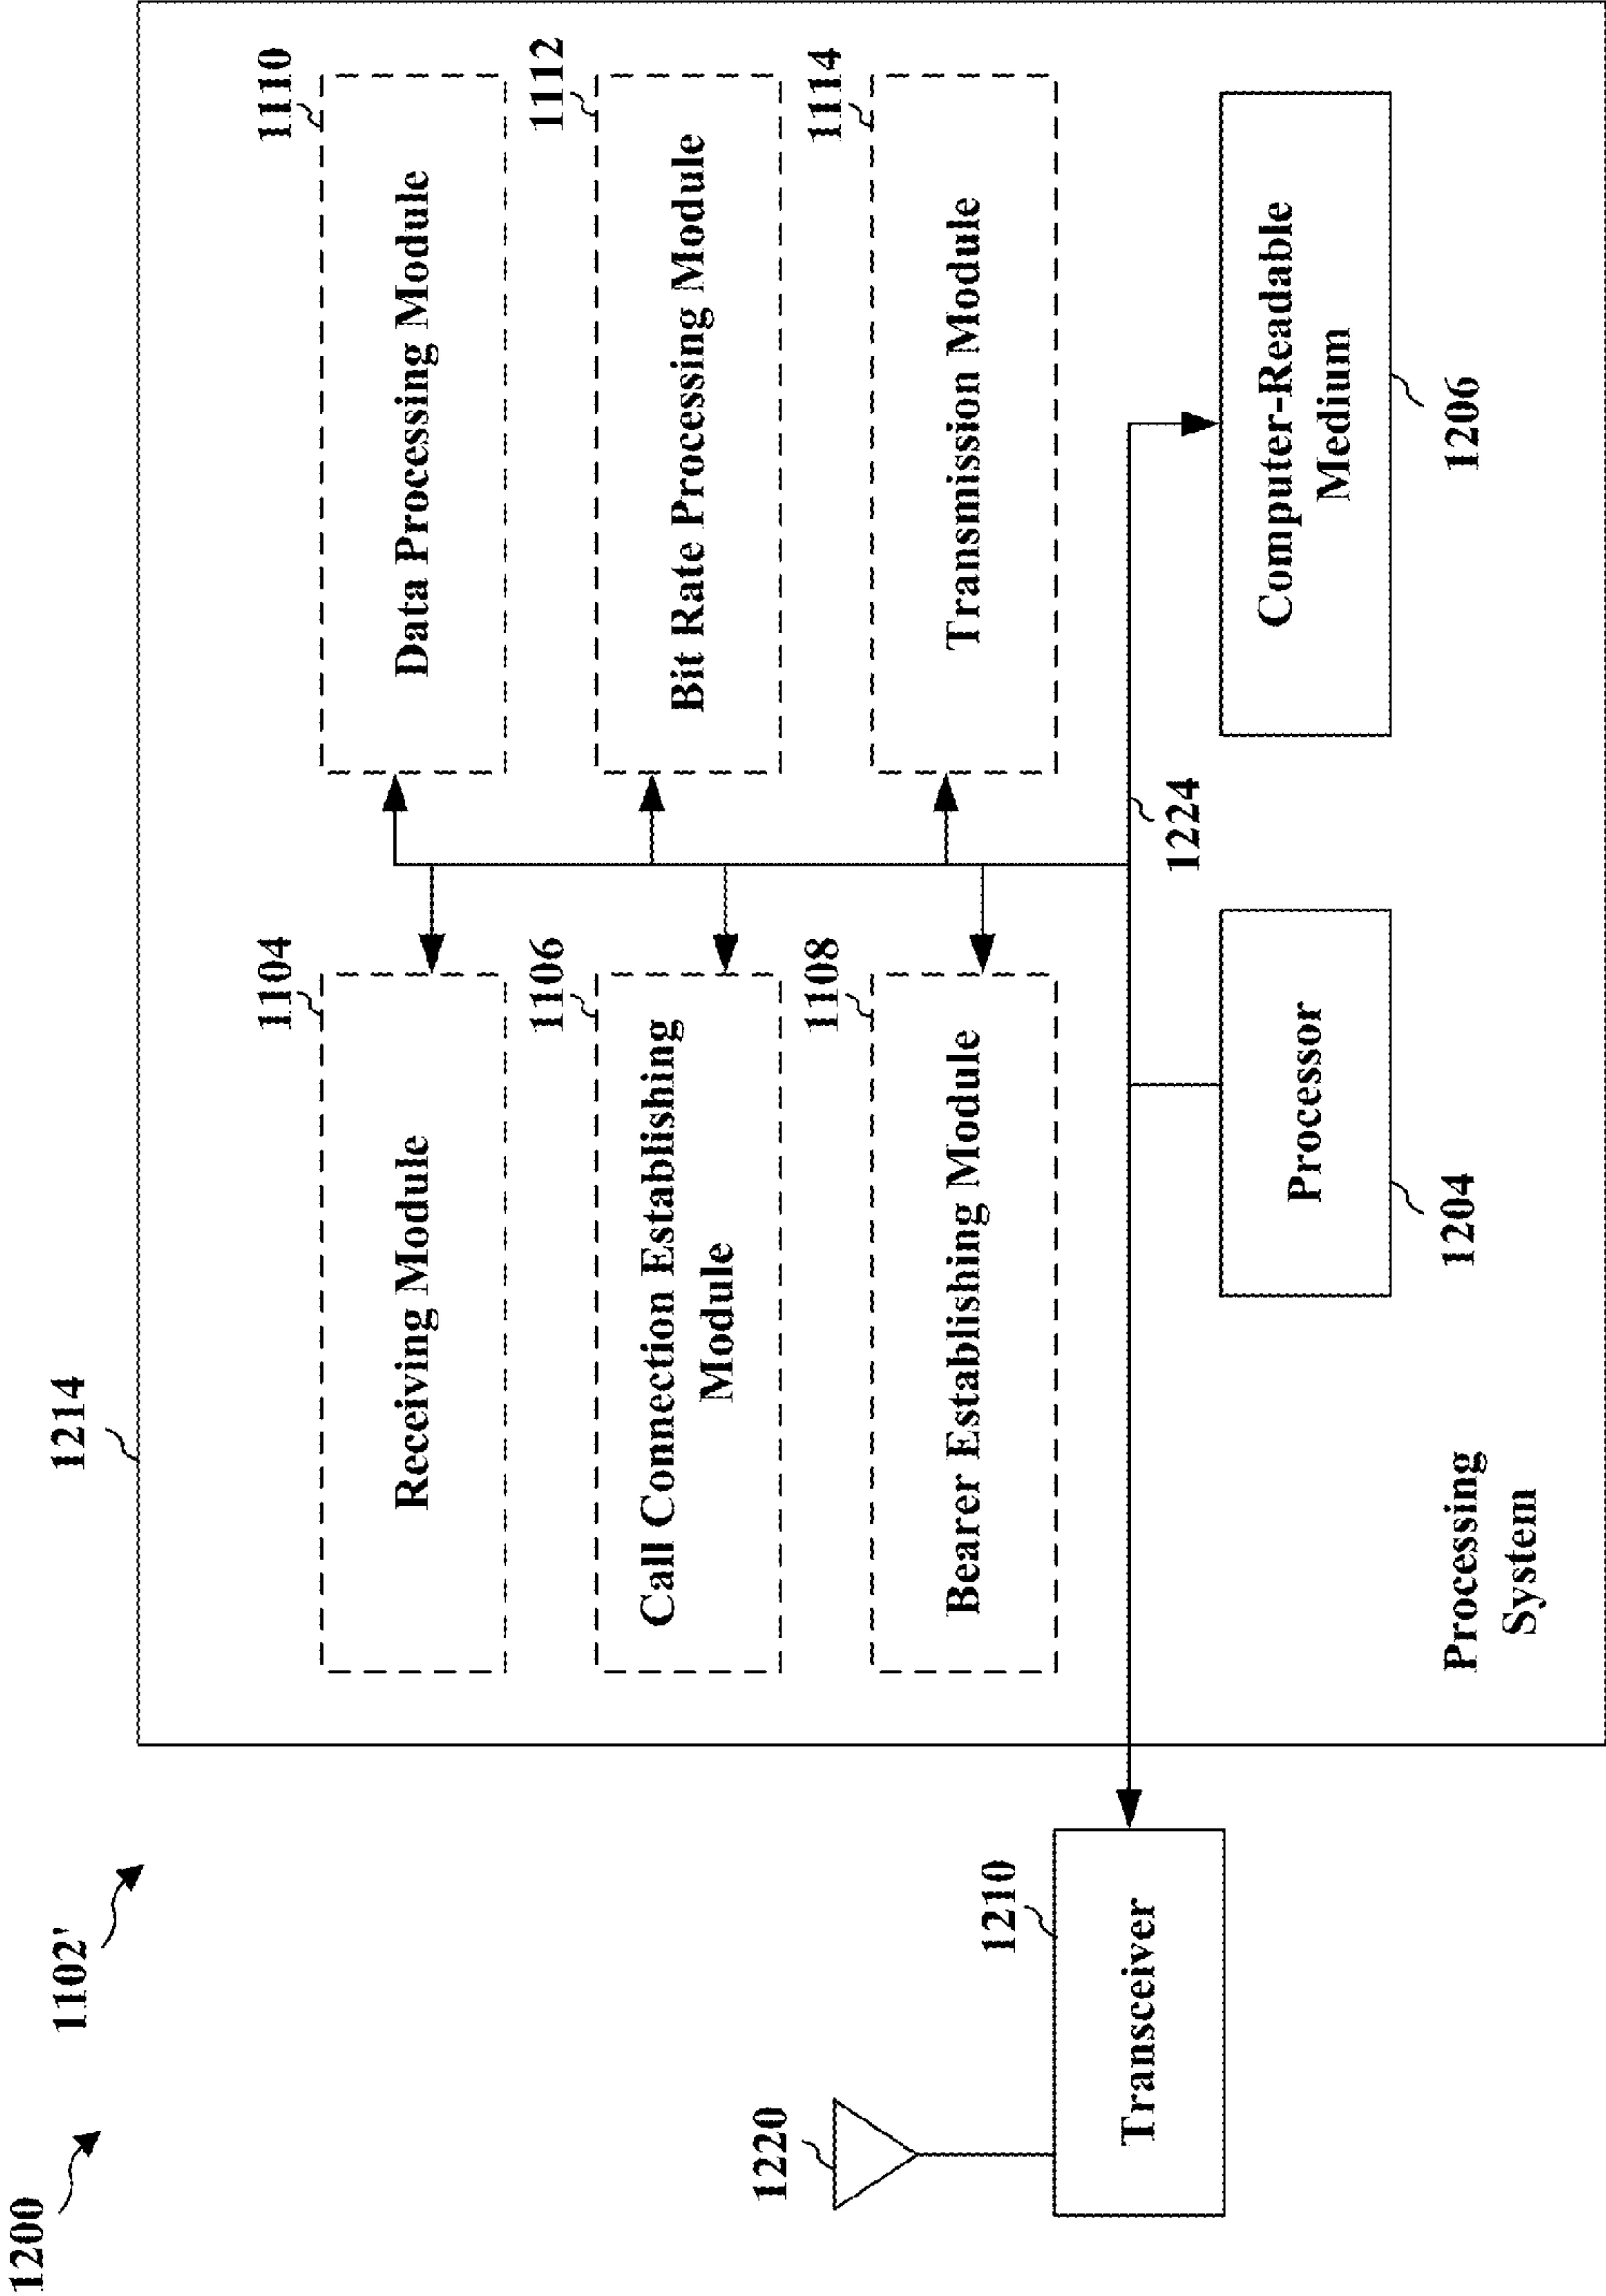 1200
1102'
1214
1104
Receiving Module
1110
Data Processing Module
1106
Call Connection Establishing
Module
1112
Bit Rate Processing Module
1108
Bearer Establishing Module
1114
Transmission Module
1220
1210
Transceiver
1224
Processor
1204
Computer-Readable
Medium
1206
Processing
System